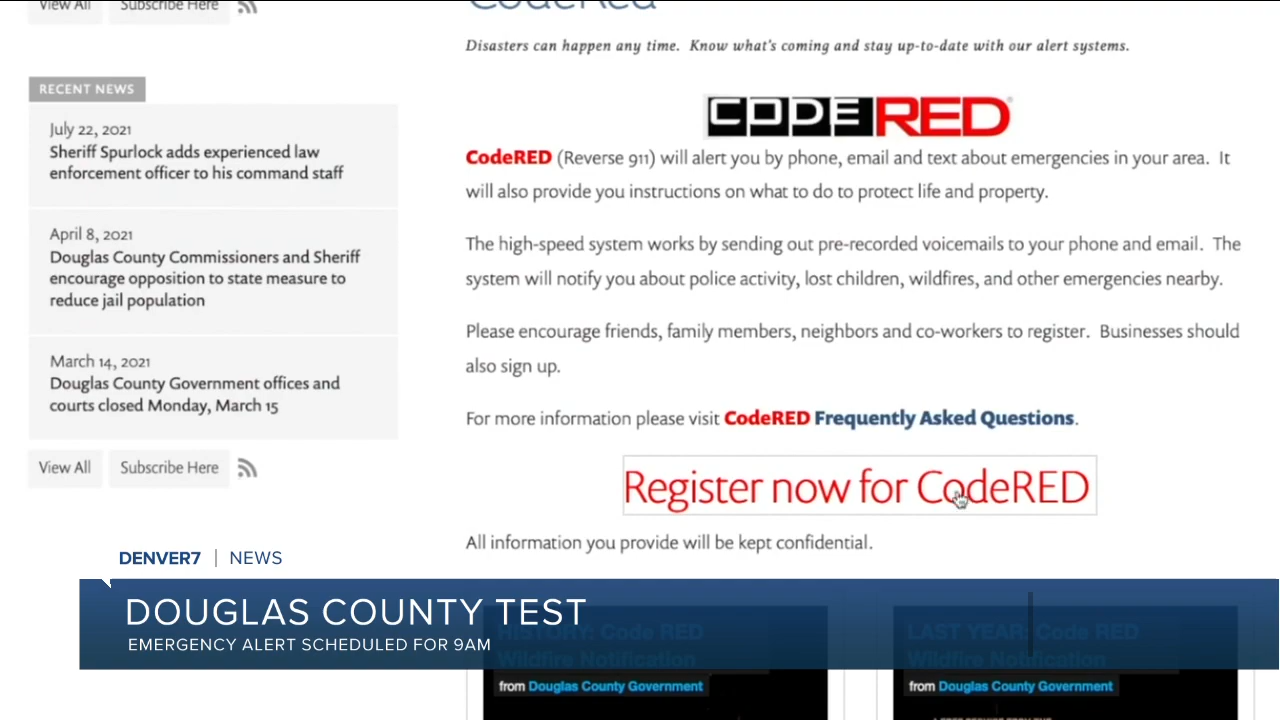 View All
Subscribe Here
CodeRed
Disasters can happen any time. Know what's coming and stay up-to-date with our alert systems.
RECENT NEWS
July 22, 2021
Sheriff Spurlock adds experienced law
enforcement officer to his command staff
April 8, 2021
Douglas County Commissioners and Sheriff
encourage opposition to state measure to
reduce jail population
March 14, 2021
Douglas County Government offices and
courts closed Monday, March 15
View All
Subscribe Here
CODERED®
CodeRED (Reverse 911) will alert you by phone, email and text about emergencies in your area. It
will also provide you instructions on what to do to protect life and property.
The high-speed system works by sending out pre-recorded voicemails to your phone and email. The
system will notify you about police activity, lost children, wildfires, and other emergencies nearby.
Please encourage friends, family members, neighbors and co-workers to register. Businesses should
also sign up.
For more information please visit CodeRED Frequently Asked Questions.
Register now for CodeRED
All information you provide will be kept confidential.
DENVER7 | NEWS
DOUGLAS COUNTY TEST
EMERGENCY ALERT SCHEDULED FOR 9AM
HISTORY: Code RED
Wildfire Notification
from Douglas County Government
LAST YEAR: Code RED
Wildfire Notification
from Douglas County Government